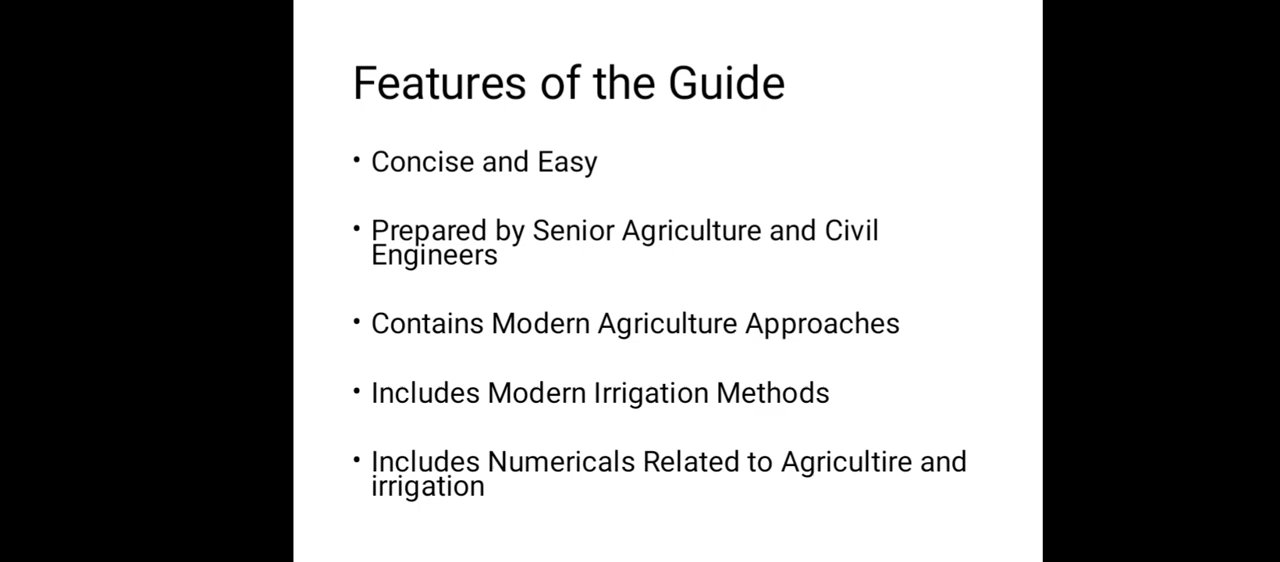 Features of the Guide
• Concise and Easy
• Prepared by Senior Agriculture and Civil
Engineers
• Contains Modern Agriculture Approaches
• Includes Modern Irrigation Methods
• Includes Numericals Related to Agricultire and
irrigation